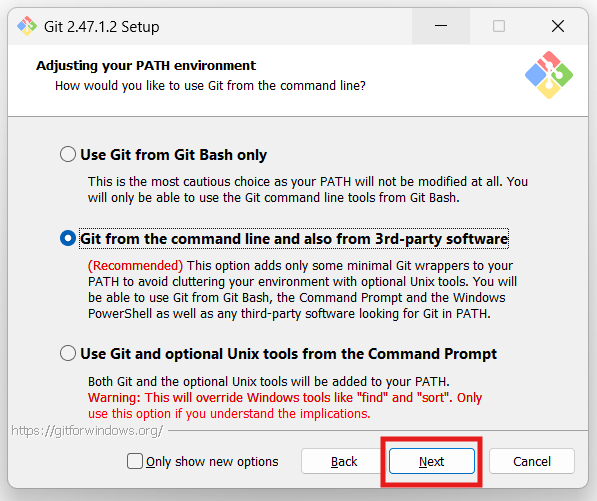 Git 2.47.1.2 Setup
Adjusting your PATH environment
How would you like to use Git from the command line?
Use Git from Git Bash only
This is the most cautious choice as your PATH will not be modified at all. You
will only be able to use the Git command line tools from Git Bash.
Git from the command line and also from 3rd-party software
(Recommended) This option adds only some minimal Git wrappers to your
PATH to avoid cluttering your environment with optional Unix tools. You will
be able to use Git from Git Bash, the Command Prompt and the Windows
PowerShell as well as any third-party software looking for Git in PATH.
Use Git and optional Unix tools from the Command Prompt
Both Git and the optional Unix tools will be added to your PATH.
Warning: This will override Windows tools like "find" and "sort". Only
use this option if you understand the implications.
https://gitforwindows.org/
Only show new options
Back
Next
Cancel